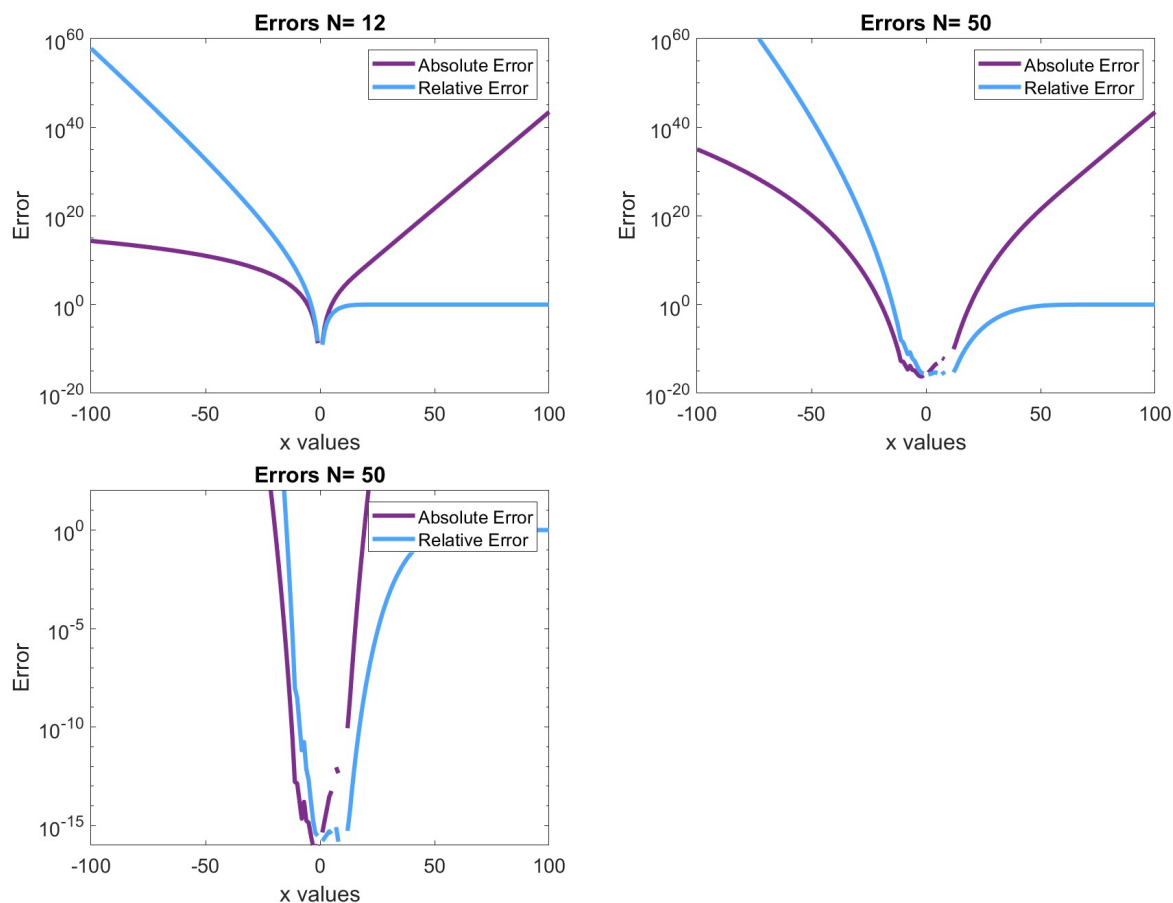 Errors N= 12
10^60
10^40
10^20
10^0
10^-20
Error
Absolute Error
Relative Error
-100 -50 0 50 100
x values
Errors N= 50
10^60
10^40
10^20
10^0
10^-20
Error
Absolute Error
Relative Error
-100 -50 0 50 100
x values
Errors N= 50
10^0
10^-5
10^-10
10^-15
Error
Absolute Error
Relative Error
-100 -50 0 50 100
x values